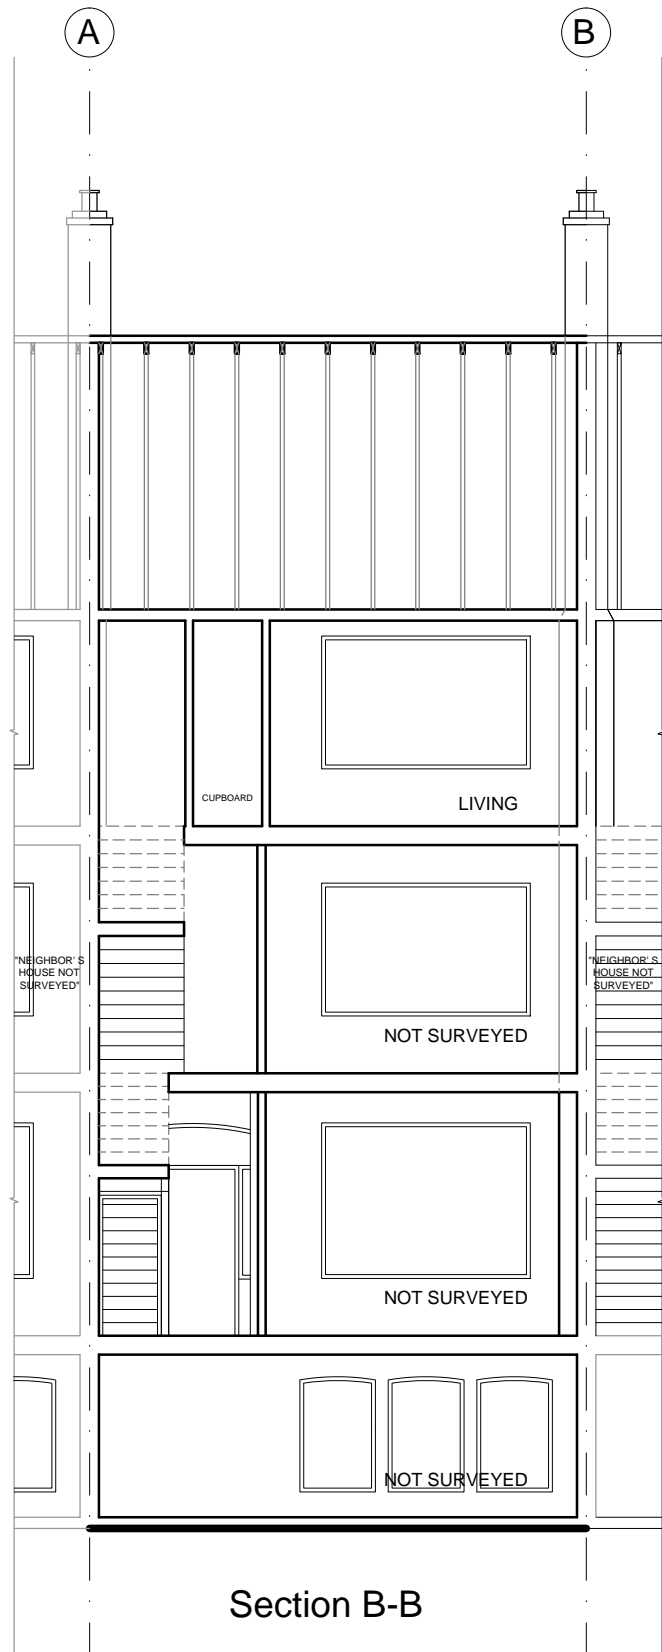 A
B
CUPBOARD
LIVING
"NEIGHBOR' S
HOUSE NOT
SURVEYED"
"NEIGHBOR' S
HOUSE NOT
SURVEYED"
NOT SURVEYED
NOT SURVEYED
NOT SURVEYED
Section B-B